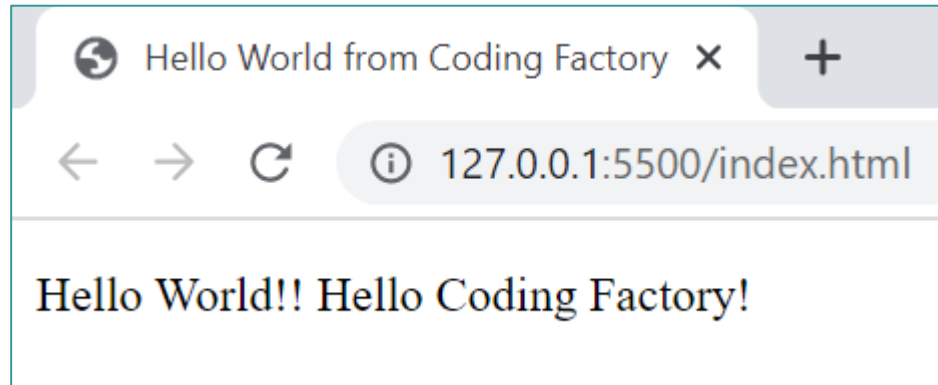 Hello World from Coding Factory
127.0.0.1:5500/index.html
Hello World!! Hello Coding Factory!